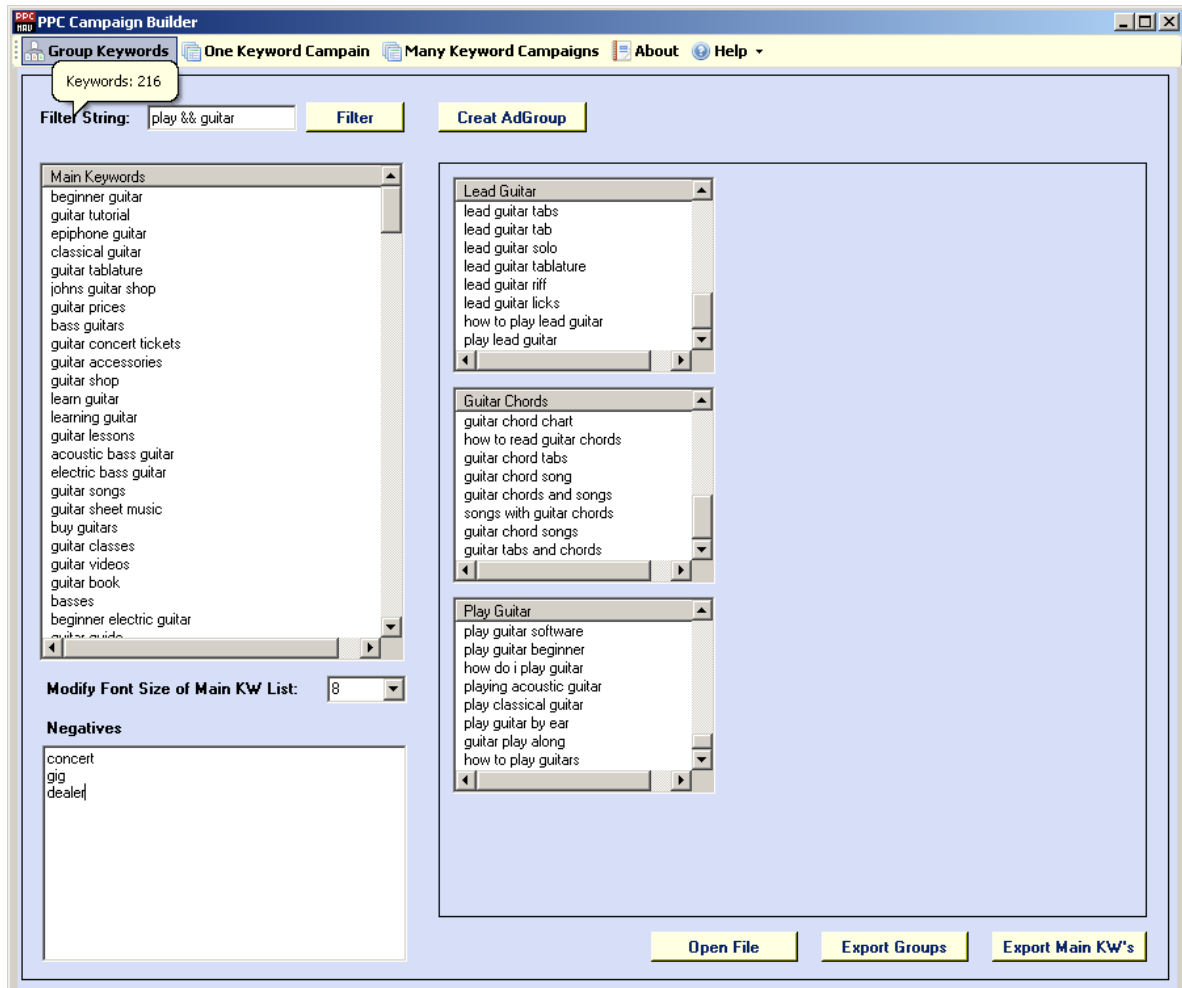 PPC MAV PPC Campaign Builder
Group Keywords One Keyword Campain Many Keyword Campaigns About Help
Keywords: 216
Filter String: play && guitar Filter Creat AdGroup
Main Keywords
beginner guitar
guitar tutorial
epiphone guitar
classical guitar
guitar tablature
johns guitar shop
guitar prices
bass guitars
guitar concert tickets
guitar accessories
guitar shop
learn guitar
learning guitar
guitar lessons
acoustic bass guitar
electric bass guitar
guitar songs
guitar sheet music
buy guitars
guitar classes
guitar videos
guitar book
basses
beginner electric guitar
guitar guide
Modify Font Size of Main KW List: 8
Negatives
concert
gig
dealer
Lead Guitar
lead guitar tabs
lead guitar tab
lead guitar solo
lead guitar tablature
lead guitar riff
lead guitar licks
how to play lead guitar
play lead guitar
Guitar Chords
guitar chord chart
how to read guitar chords
guitar chord tabs
guitar chord song
guitar chords and songs
songs with guitar chords
guitar chord songs
guitar tabs and chords
Play Guitar
play guitar software
play guitar beginner
how do i play guitar
playing acoustic guitar
play classical guitar
play guitar by ear
guitar play along
how to play guitars
Open File Export Groups Export Main KW's